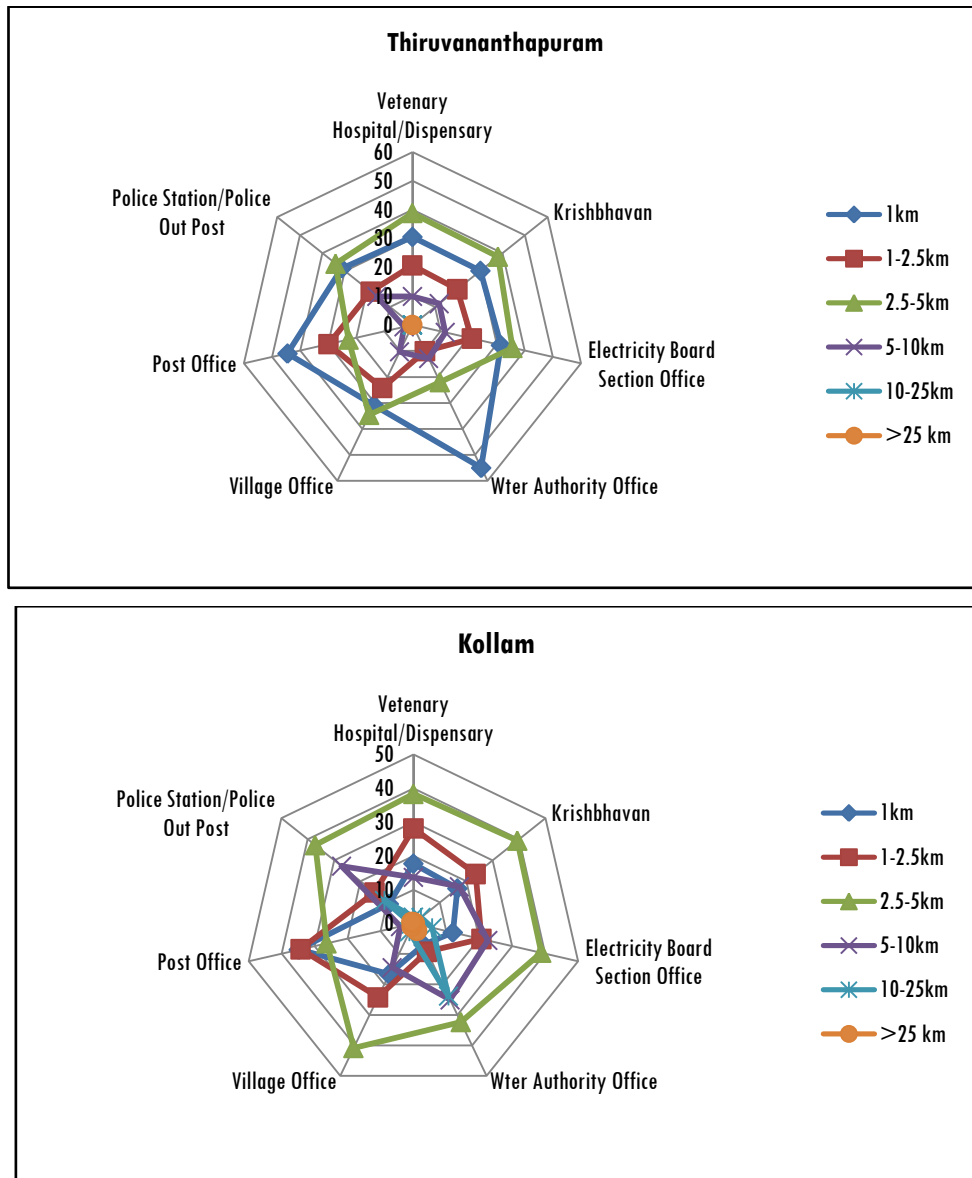 Thiruvananthapuram
Vetenary
Hospital/Dispensary
60
50
40
30
20
10
0
Krishbhavan
Electricity Board
Section Office
Wter Authority Office
Village Office
Post Office
Police Station/Police
Out Post
1km
1-2.5km
2.5-5km
5-10km
10-25km
>25 km
Kollam
Vetenary
Hospital/Dispensary
50
40
30
20
10
0
Krishbhavan
Electricity Board
Section Office
Wter Authority Office
Village Office
Post Office
Police Station/Police
Out Post
1km
1-2.5km
2.5-5km
5-10km
10-25km
>25 km